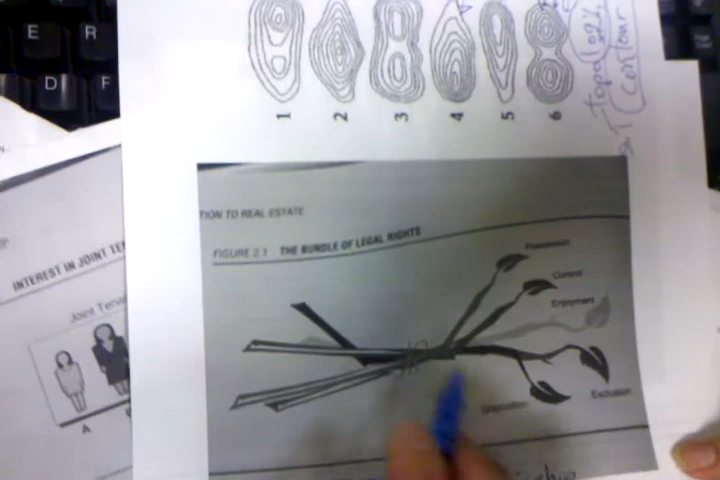 E R
D F
1 2 3 4 5 6
topology
contour
TION TO REAL ESTATE
FIGURE 2.1 THE BUNDLE OF LEGAL RIGHTS
Possession
Control
Enjoyment
Exclusion
Disposition
INTEREST IN JOINT TEN
Joint Tena
A